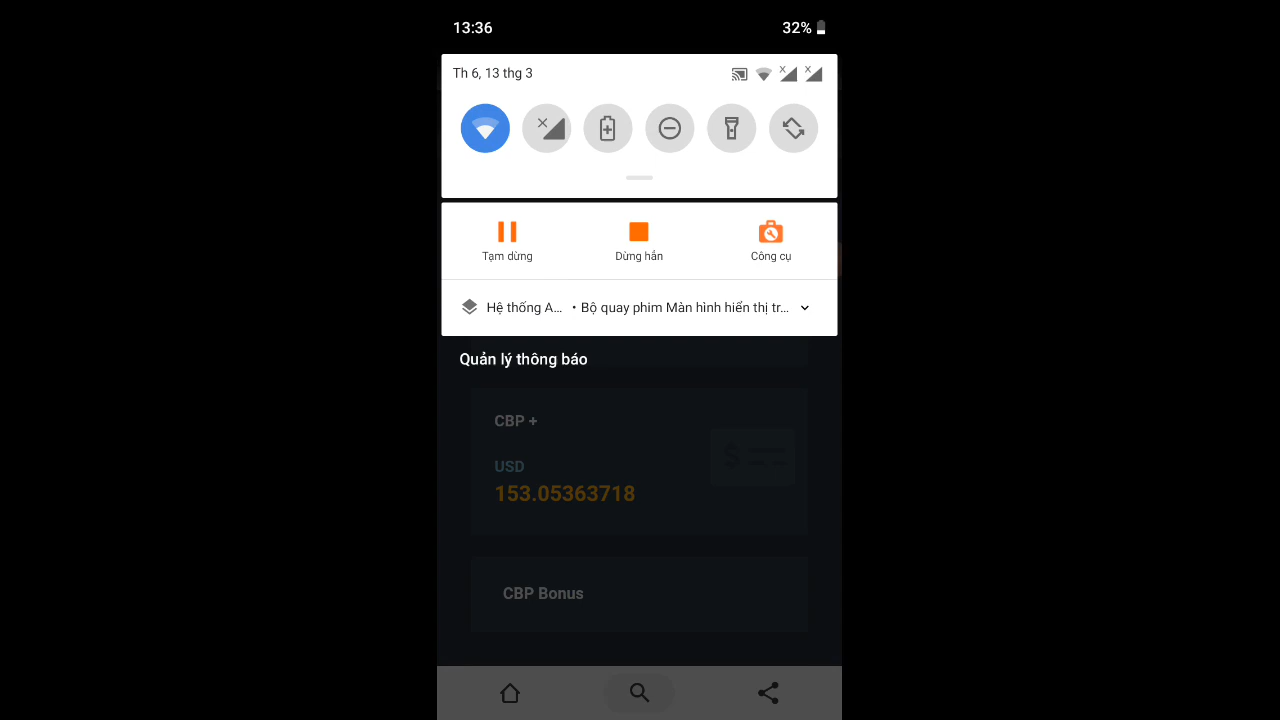 13:36
32%
Th 6, 13 thg 3
Tạm dừng
Dừng hẳn
Công cụ
Hệ thống A... • Bộ quay phim Màn hình hiển thị tr...
Quản lý thông báo
CBP +
USD
153.05363718
CBP Bonus